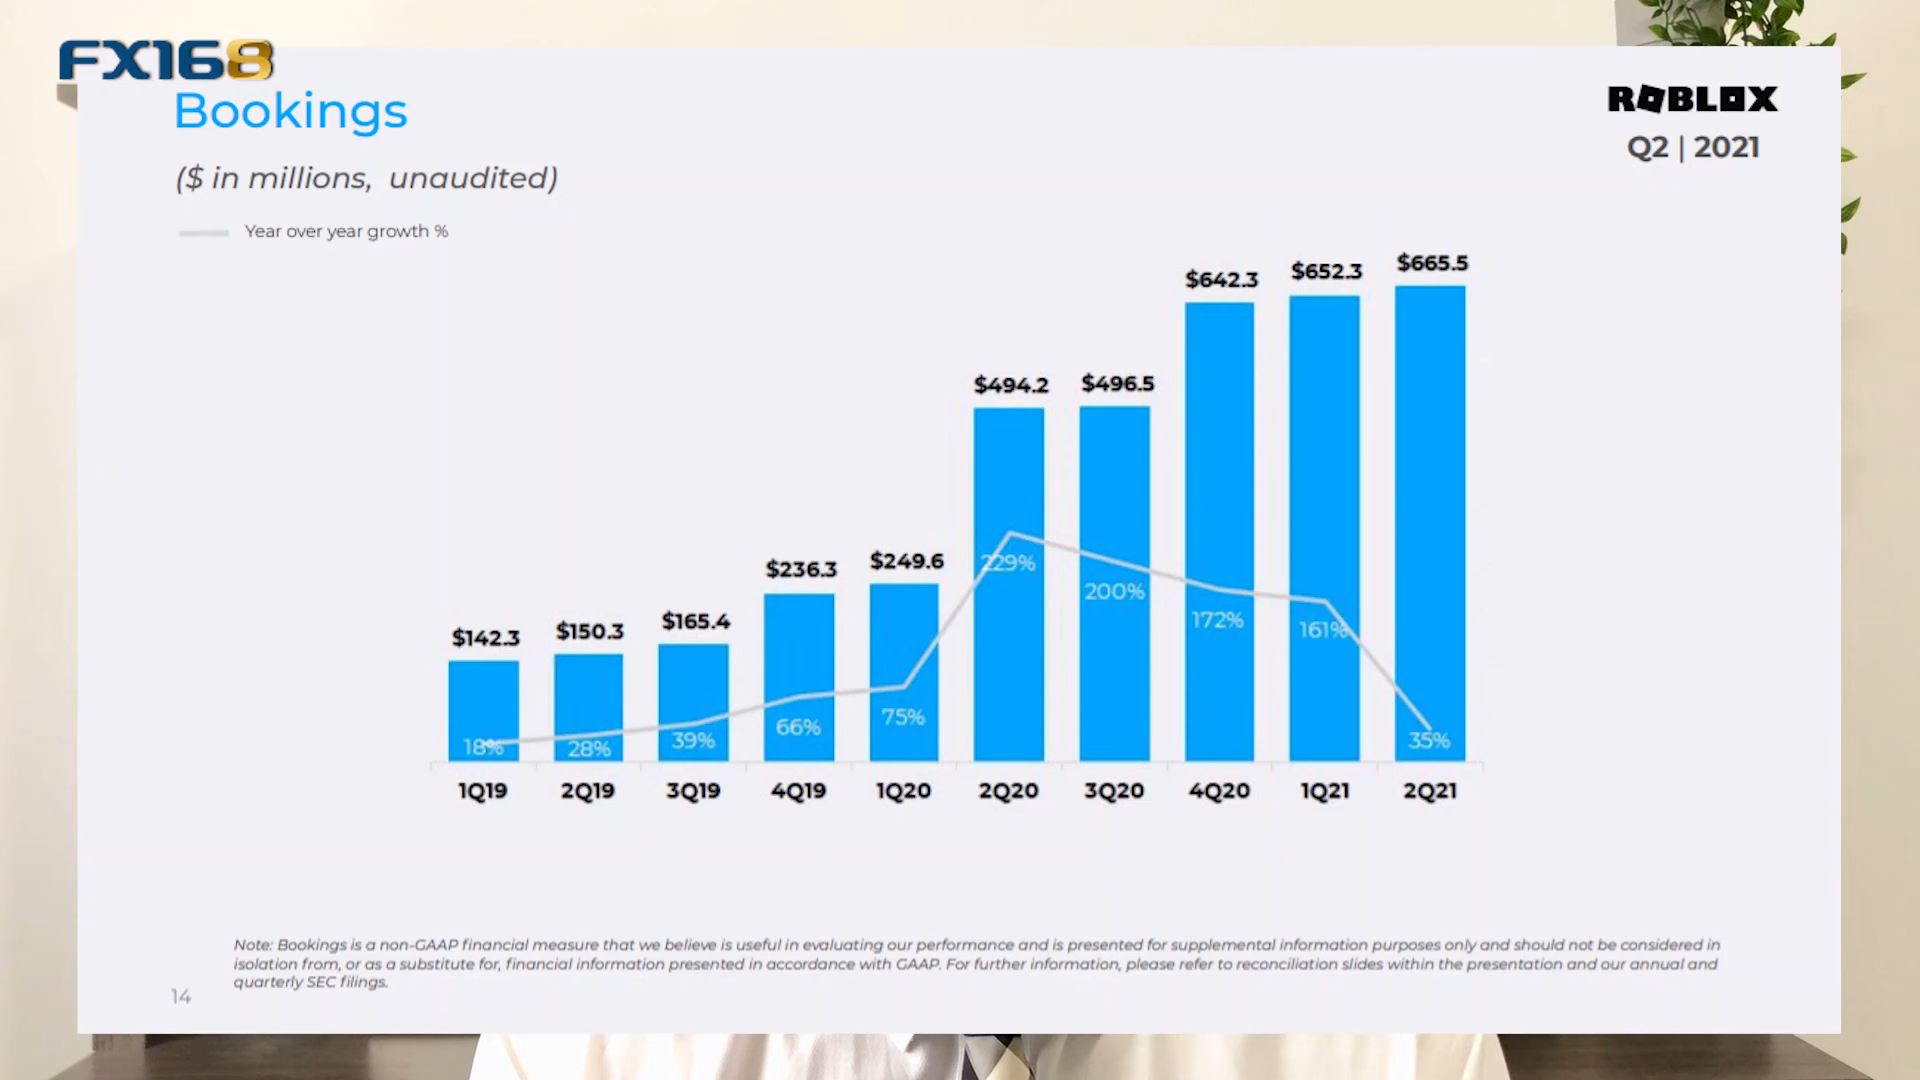 FX168
Bookings
ROBLOX
Q2 | 2021
($ in millions, unaudited)
Year over year growth %
$142.3
$150.3
$165.4
$236.3
$249.6
$494.2
$496.5
$642.3
$652.3
$665.5
18%
28%
39%
66%
75%
229%
200%
172%
161%
35%
1Q19
2Q19
3Q19
4Q19
1Q20
2Q20
3Q20
4Q20
1Q21
2Q21
Note: Bookings is a non-GAAP financial measure that we believe is useful in evaluating our performance and is presented for supplemental information purposes only and should not be considered in
isolation from, or as a substitute for, financial information presented in accordance with GAAP. For further information, please refer to reconciliation slides within the presentation and our annual and
quarterly SEC filings.
14